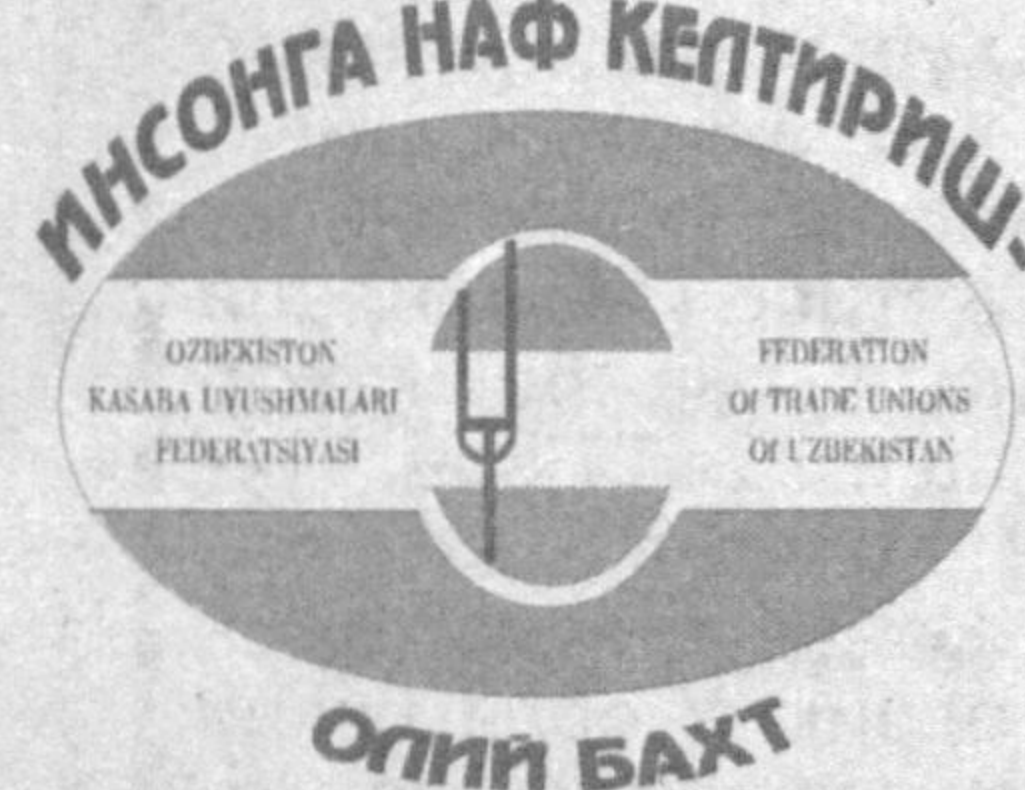 ИНСОНГА НАФ КЕЛТИРИШ-
OZBEKISTON
KASABA UYUSHMALARI
FEDERATSIYASI
FEDERATION
Of TRADE UNIONS
Of UZBEKISTAN
ОЛИЙ БАХТ